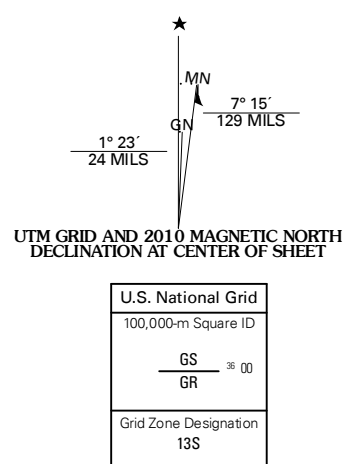 ★
MN
GN
7° 15´
129 MILS
1° 23´
24 MILS
UTM GRID AND 2010 MAGNETIC NORTH
DECLINATION AT CENTER OF SHEET
U.S. National Grid
100,000-m Square ID
GS
36 00
GR
Grid Zone Designation
13S